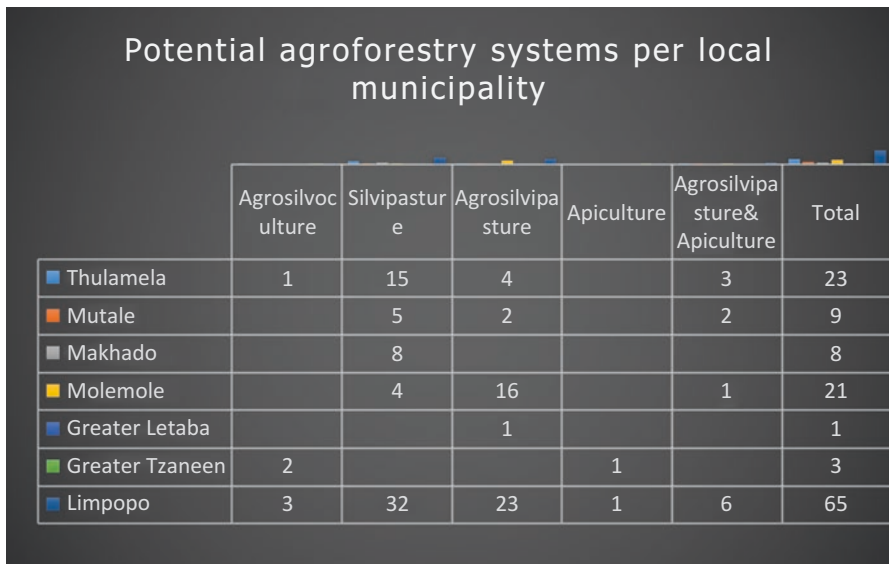 Potential agroforestry systems per local
municipality
Agrosilvoc
ulture
Silvipastur
e
Agrosilvipa
sture
Apiculture
Agrosilvipa
sture&
Apiculture
Total
Thulamela 1 15 4 3 23
Mutale 5 2 2 9
Makhado 8 8
Molemole 4 16 1 21
Greater Letaba 1 1
Greater Tzaneen 2 1 3
Limpopo 3 32 23 1 6 65